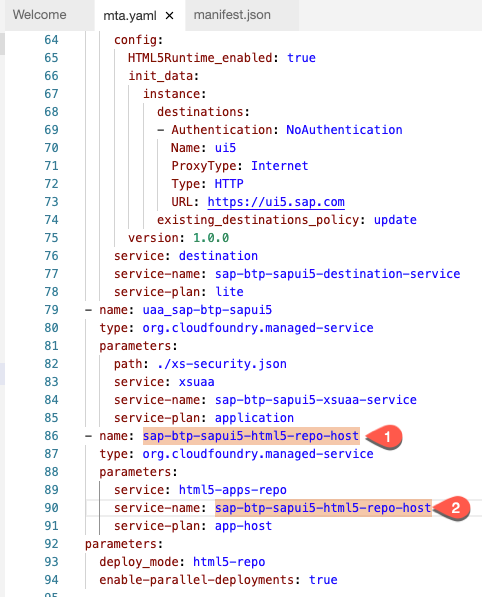 Welcome mta.yaml × manifest.json
64 config:
65 HTML5Runtime_enabled: true
66 init_data:
67 instance:
68 destinations:
69 - Authentication: NoAuthentication
70 Name: ui5
71 ProxyType: Internet
72 Type: HTTP
73 URL: https://ui5.sap.com
74 existing_destinations_policy: update
75 version: 1.0.0
76 service: destination
77 service-name: sap-btp-sapui5-destination-service
78 service-plan: lite
79 - name: uaa_sap-btp-sapui5
80 type: org.cloudfoundry.managed-service
81 parameters:
82 path: ./xs-security.json
83 service: xsuaa
84 service-name: sap-btp-sapui5-xsuaa-service
85 service-plan: application
86 - name: sap-btp-sapui5-html5-repo-host 1
87 type: org.cloudfoundry.managed-service
88 parameters:
89 service: html5-apps-repo
90 service-name: sap-btp-sapui5-html5-repo-host 2
91 service-plan: app-host
92 parameters:
93 deploy_mode: html5-repo
94 enable-parallel-deployments: true
95